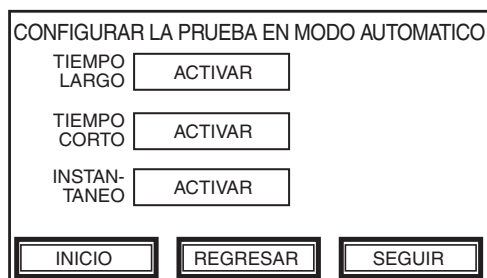 CONFIGURAR LA PRUEBA EN MODO AUTOMATICO
TIEMPO
LARGO
ACTIVAR
TIEMPO
CORTO
ACTIVAR
INSTAN-
TANEO
ACTIVAR
INICIO
REGRESAR
SEGUIR